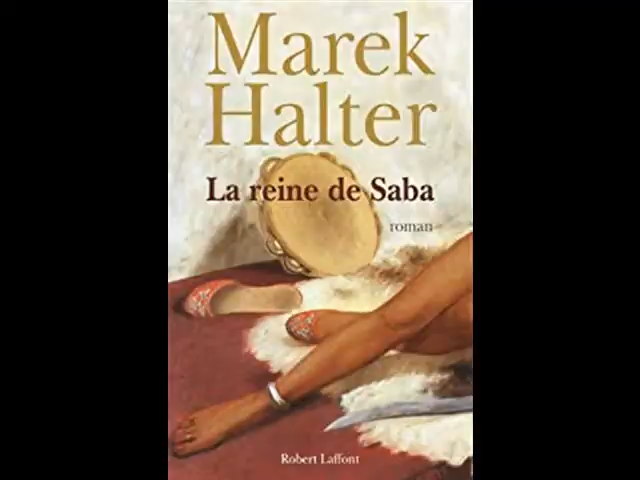 Marek
Halter
La reine de Saba
roman
Robert Laffont